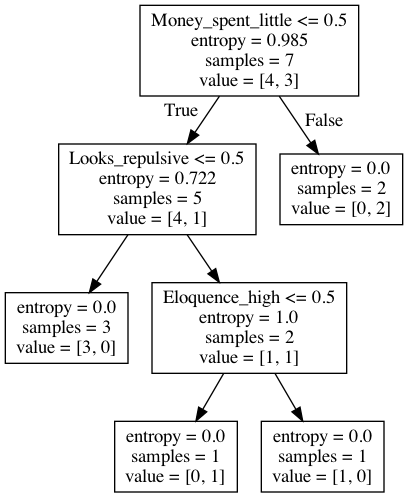 Money_spent_little <= 0.5
entropy = 0.985
samples = 7
value = [4, 3]
True
False
Looks_repulsive <= 0.5
entropy = 0.722
samples = 5
value = [4, 1]
entropy = 0.0
samples = 2
value = [0, 2]
entropy = 0.0
samples = 3
value = [3, 0]
Eloquence_high <= 0.5
entropy = 1.0
samples = 2
value = [1, 1]
entropy = 0.0
samples = 1
value = [0, 1]
entropy = 0.0
samples = 1
value = [1, 0]